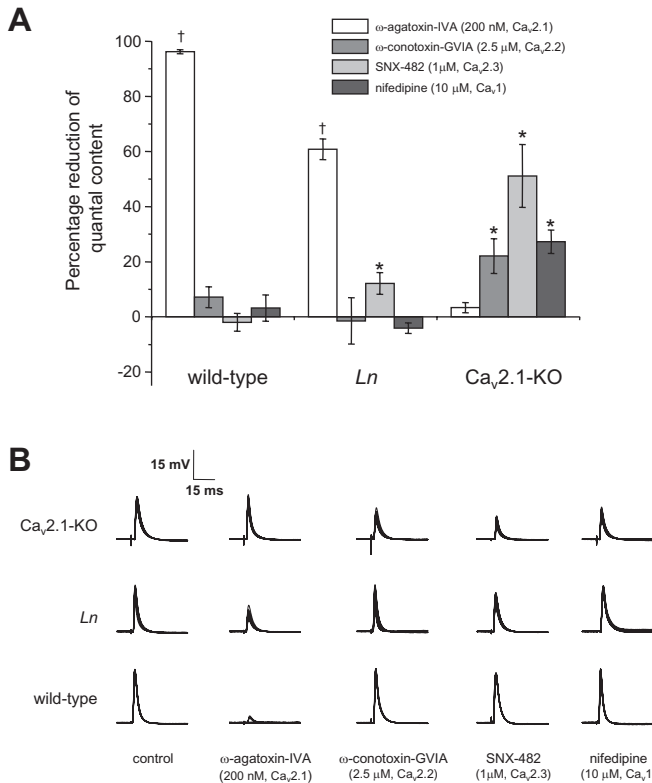 A
ω-agatoxin-IVA (200 nM, Cav2.1)
ω-conotoxin-GVIA (2.5 μM, Cav2.2)
SNX-482 (1μM, Cav2.3)
nifedipine (10 μM, Cav1)
Percentage reduction of
quantal content
100
80
60
40
20
0
-20
†
†
*
*
*
*
wild-type
Ln
Cav2.1-KO
B
15 mV
15 ms
Cav2.1-KO
Ln
wild-type
control
ω-agatoxin-IVA
(200 nM, Cav2.1)
ω-conotoxin-GVIA
(2.5 μM, Cav2.2)
SNX-482
(1μM, Cav2.3)
nifedipine
(10 μM, Cav1